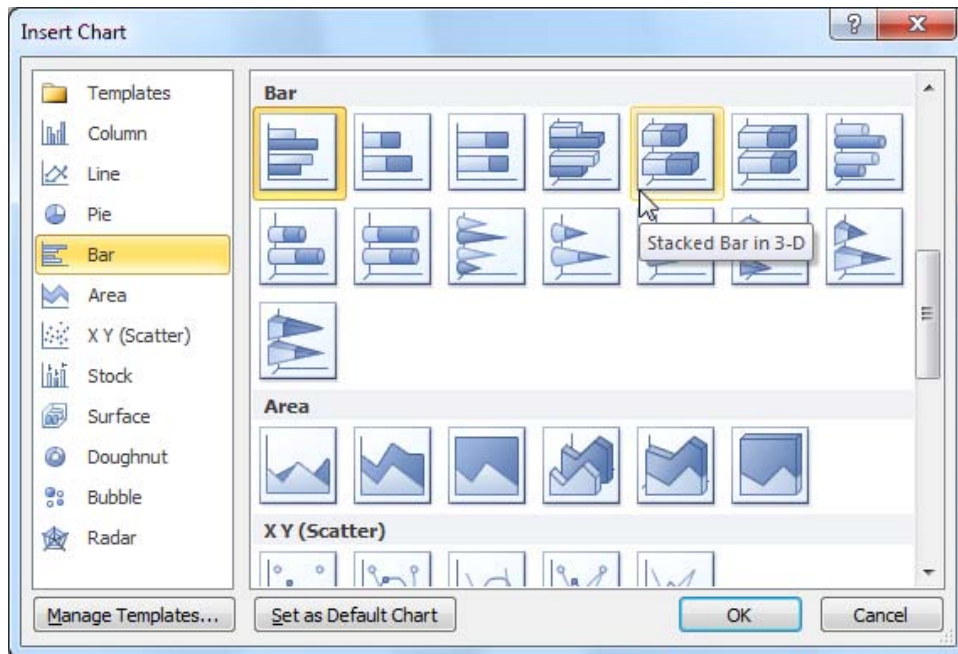 Insert Chart
Templates
Column
Line
Pie
Bar
Area
X Y (Scatter)
Stock
Surface
Doughnut
Bubble
Radar
Bar
Stacked Bar in 3-D
Area
X Y (Scatter)
Manage Templates...
Set as Default Chart
OK
Cancel